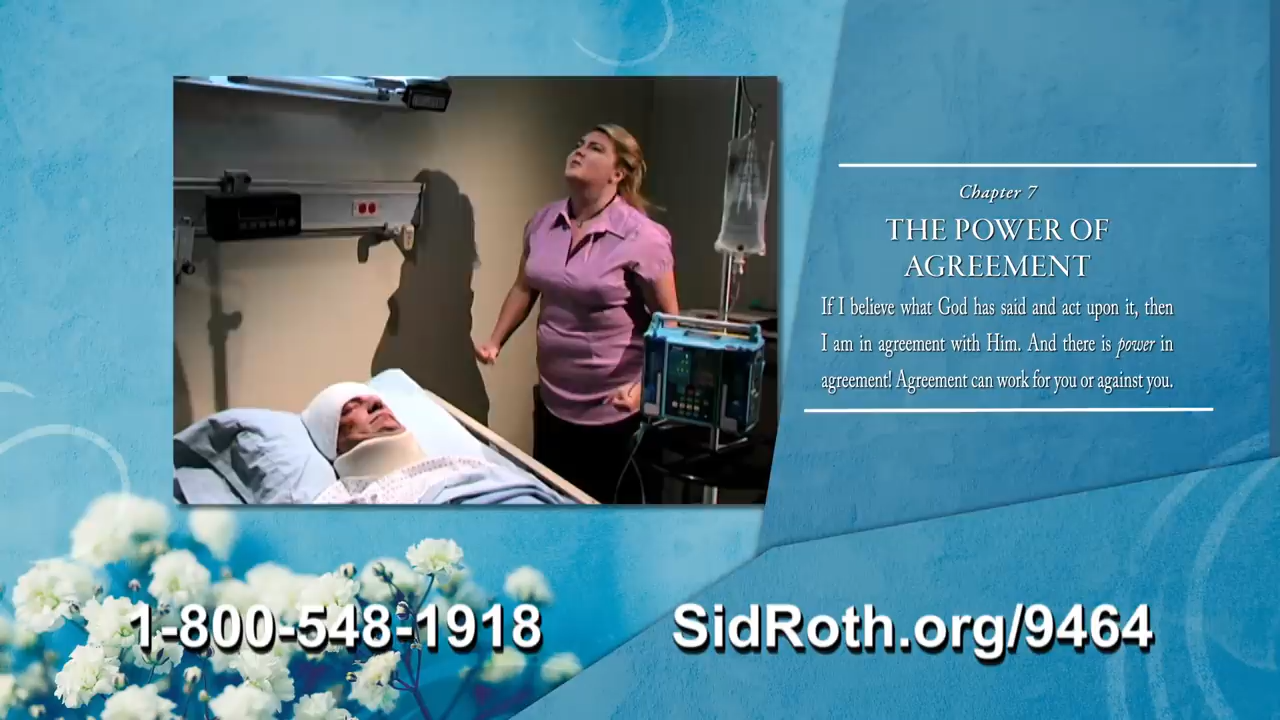 Chapter 7
THE POWER OF
AGREEMENT
If I believe what God has said and act upon it, then
I am in agreement with Him. And there is power in
agreement! Agreement can work for you or against you.
1-800-548-1918
SidRoth.org/9464